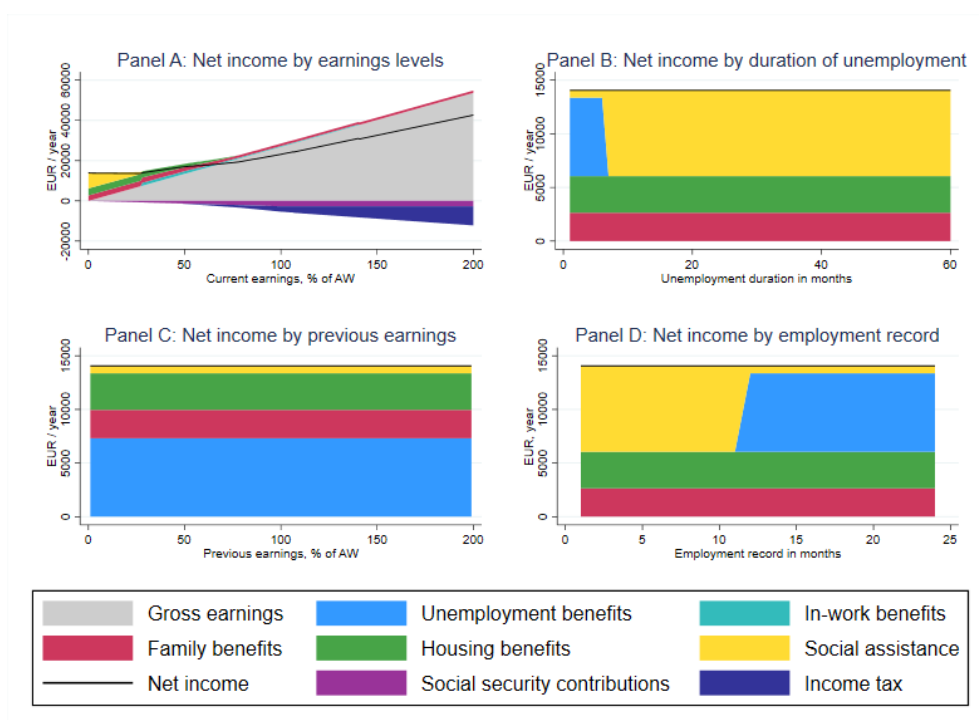 Panel A: Net income by earnings levels
EUR / year
60000
40000
20000
0
-20000
0 50 100 150 200
Current earnings, % of AW
Panel B: Net income by duration of unemployment
EUR / year
15000
10000
5000
0
0 20 40 60
Unemployment duration in months
Panel C: Net income by previous earnings
EUR / year
15000
10000
5000
0
0 50 100 150 200
Previous earnings, % of AW
Panel D: Net income by employment record
EUR, year
15000
10000
5000
0
0 5 10 15 20 25
Employment record in months
Gross earnings Unemployment benefits In-work benefits
Family benefits Housing benefits Social assistance
Net income Social security contributions Income tax